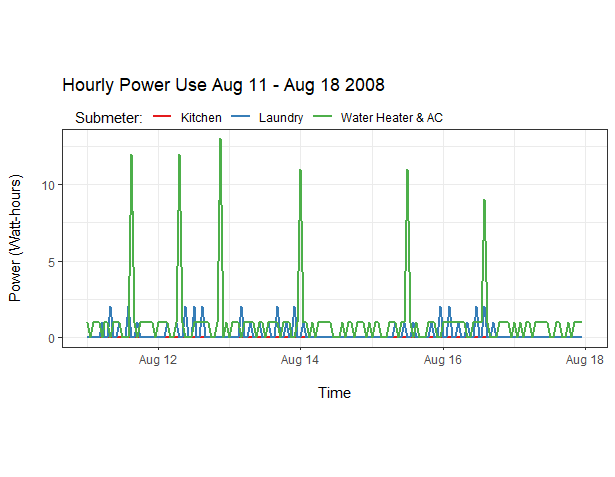 Hourly Power Use Aug 11 - Aug 18 2008
Submeter: Kitchen Laundry Water Heater & AC
Power (Watt-hours)
10
5
0
Aug 12 Aug 14 Aug 16 Aug 18
Time